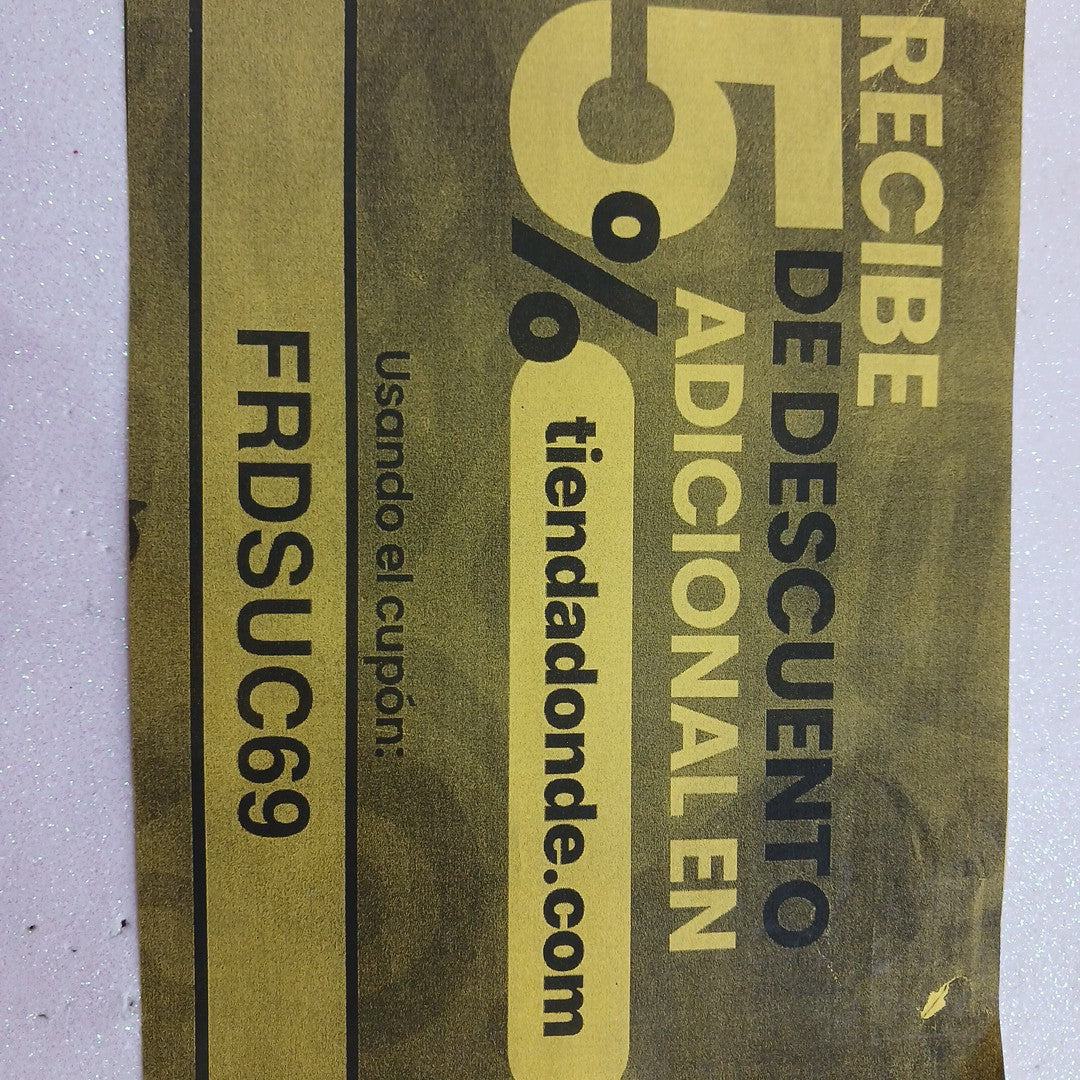 RECIBE
5% DE DESCUENTO
ADICIONAL EN
tiendadonde.com
Usando el cupón:
FRDSUC69